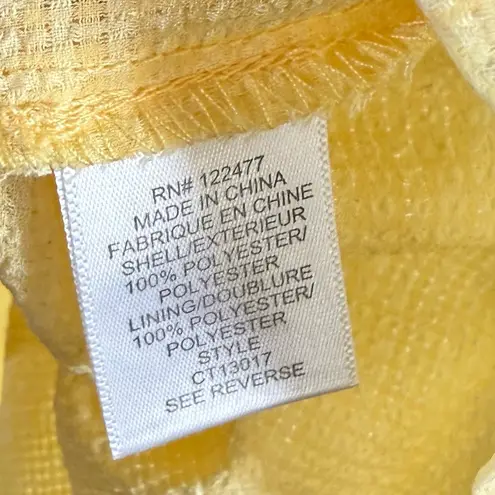 RN# 122477
MADE IN CHINA
FABRIQUE EN CHINE
SHELL/EXTERIEUR
100% POLYESTER/
POLYESTER
LINING/DOUBLURE
100% POLYESTER/
POLYESTER
STYLE
CT13017
SEE REVERSE